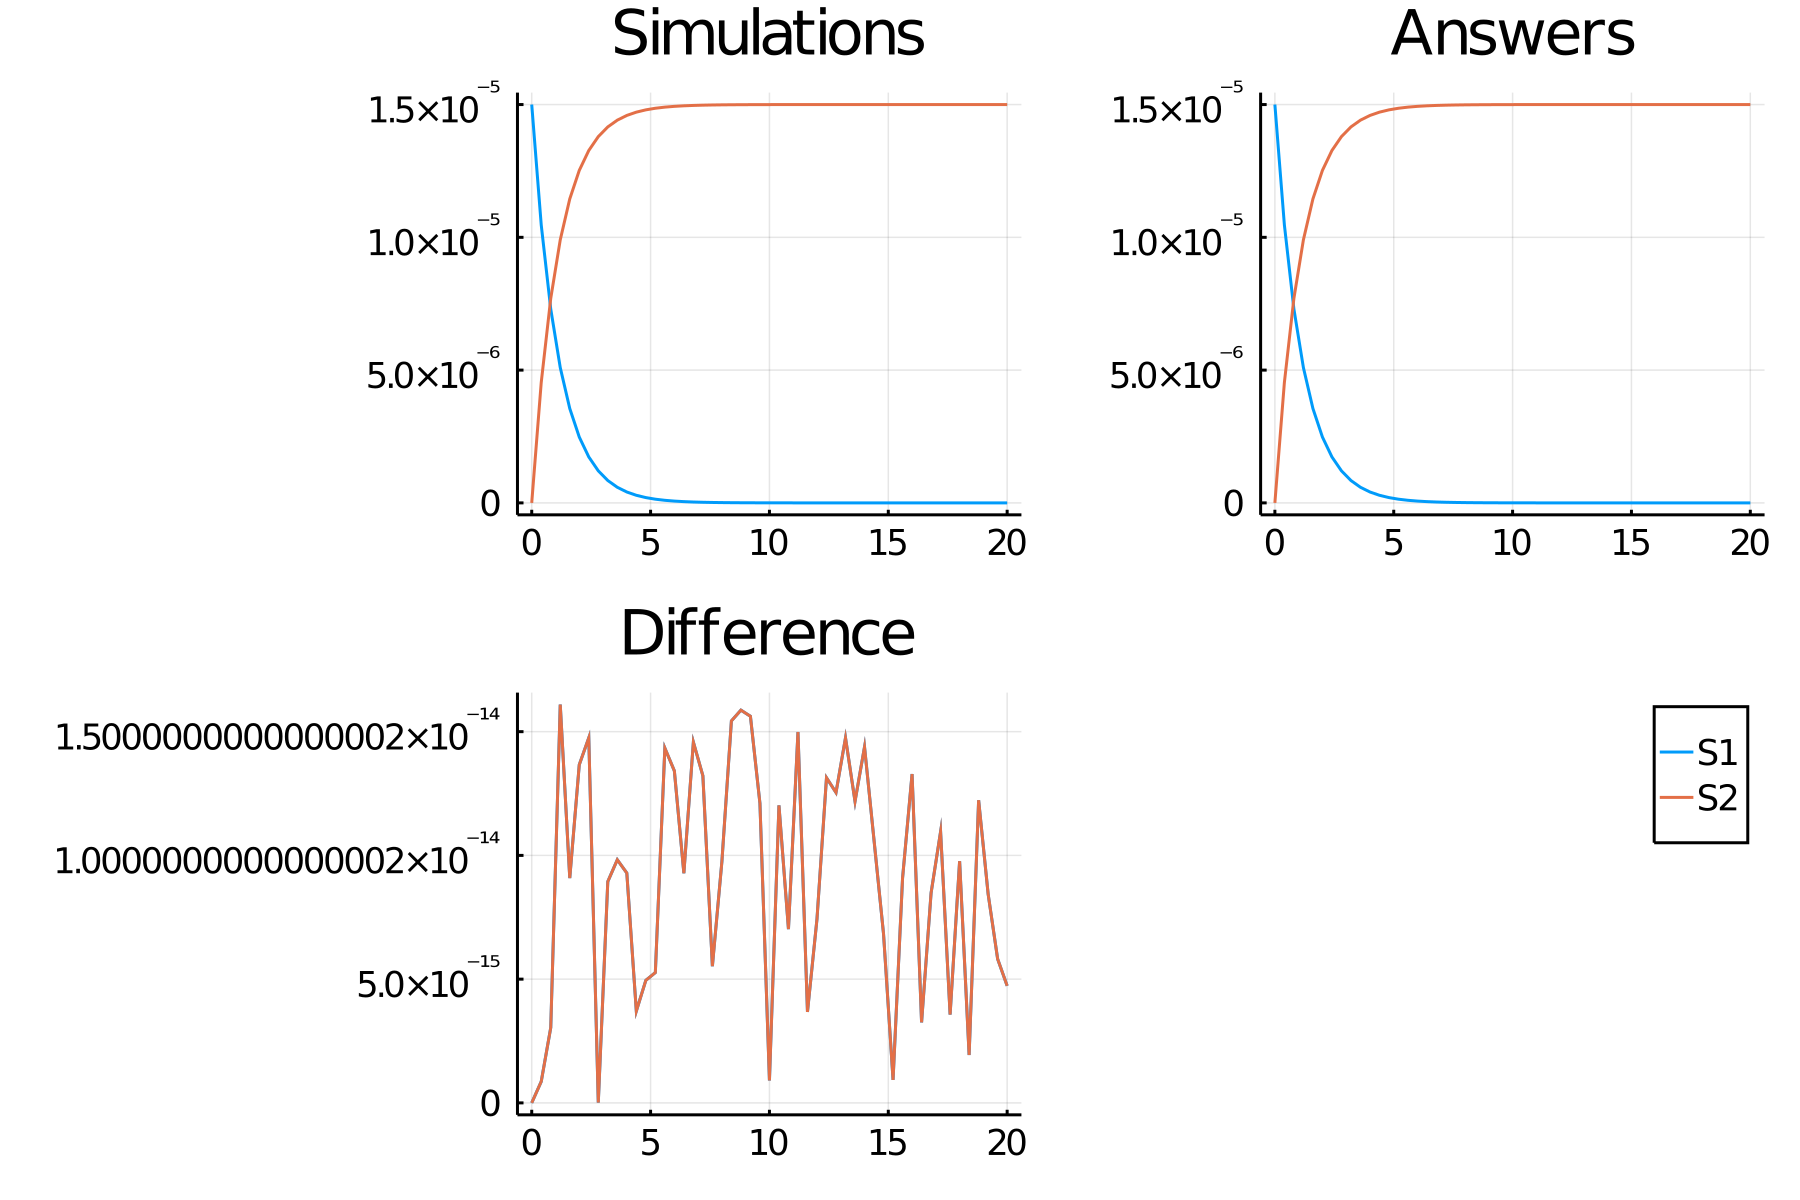 Simulations
1.5×10⁻⁵
1.0×10⁻⁵
5.0×10⁻⁶
0
0 5 10 15 20
Answers
1.5×10⁻⁵
1.0×10⁻⁵
5.0×10⁻⁶
0
0 5 10 15 20
Difference
1.5000000000000002×10⁻¹⁴
1.0000000000000002×10⁻¹⁴
5.0×10⁻¹⁵
0
0 5 10 15 20
S1
S2